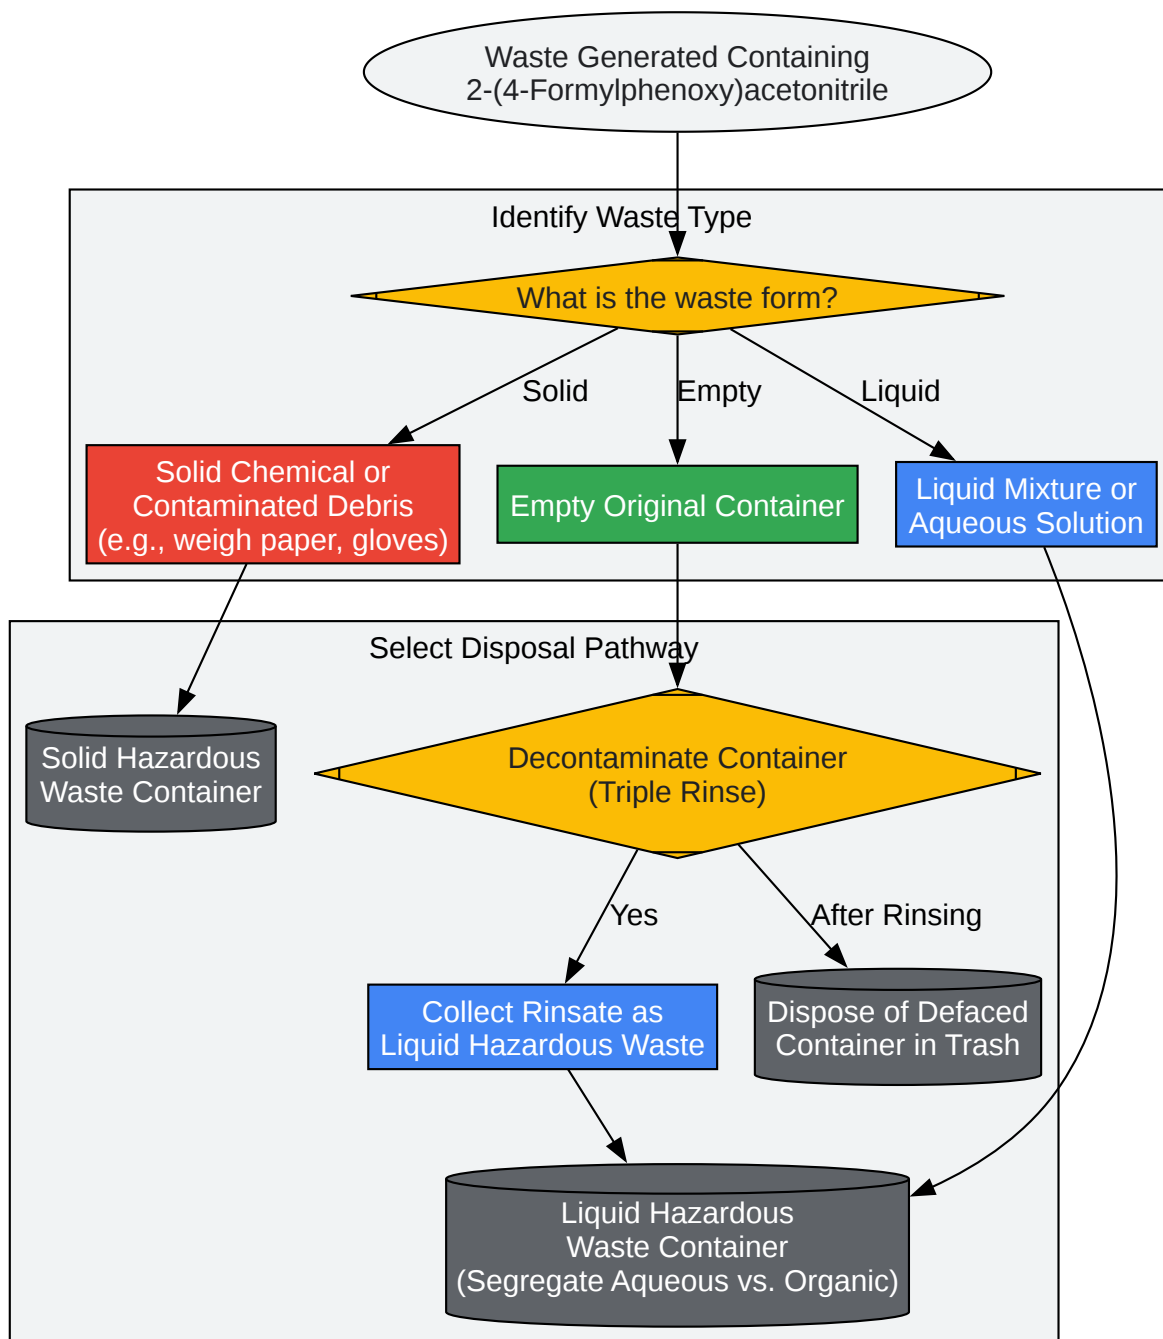 Waste Generated Containing
2-(4-Formylphenoxy)acetonitrile
Identify Waste Type
What is the waste form?
Solid
Empty
Liquid
Solid Chemical or
Contaminated Debris
(e.g., weigh paper, gloves)
Empty Original Container
Liquid Mixture or
Aqueous Solution
Select Disposal Pathway
Solid Hazardous
Waste Container
Decontaminate Container
(Triple Rinse)
Yes
After Rinsing
Collect Rinsate as
Liquid Hazardous Waste
Dispose of Defaced
Container in Trash
Liquid Hazardous
Waste Container
(Segregate Aqueous vs. Organic)